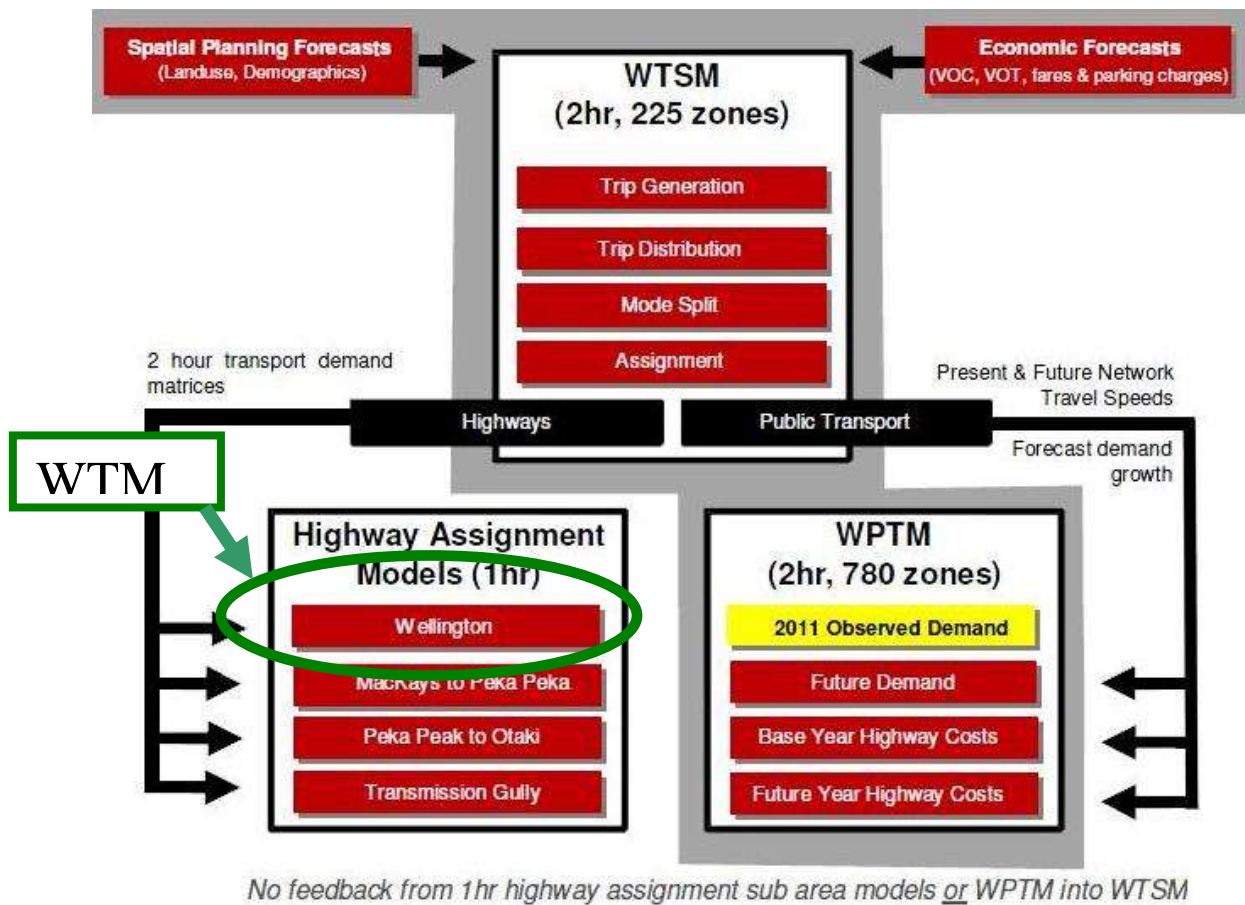 Spatial Planning Forecasts
(Landuse, Demographics)
Economic Forecasts
(VOC, VOT, fares & parking charges)
WTSM
(2hr, 225 zones)
Trip Generation
Trip Distribution
Mode Split
Assignment
2 hour transport demand
matrices
Highways
Public Transport
Present & Future Network
Travel Speeds
Forecast demand
growth
WTM
Highway Assignment
Models (1hr)
Wellington
MacKays to Peka Peka
Peka Peak to Otaki
Transmission Gully
WPTM
(2hr, 780 zones)
2011 Observed Demand
Future Demand
Base Year Highway Costs
Future Year Highway Costs
No feedback from 1hr highway assignment sub area models or WPTM into WTSM